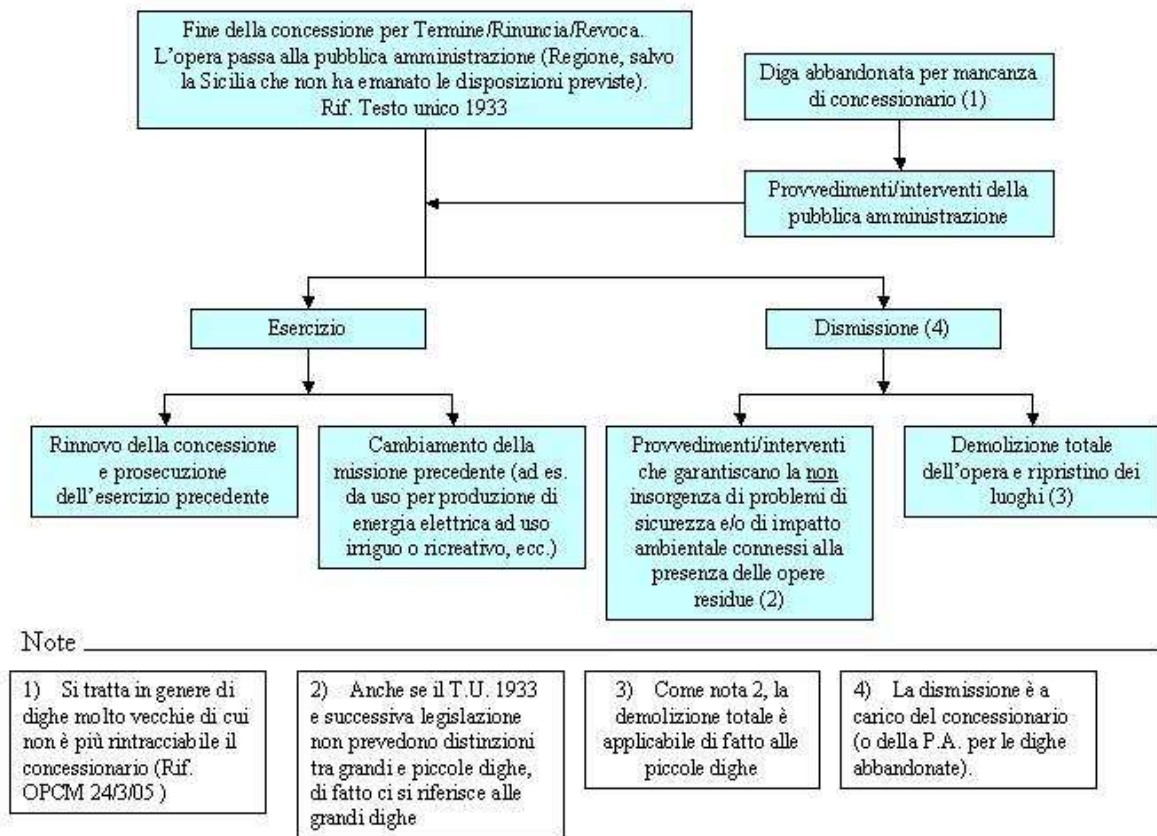 Fine della concessione per Termine/Rinuncia/Revoca.
L'opera passa alla pubblica amministrazione (Regione, salvo
la Sicilia che non ha emanato le disposizioni previste).
Rif. Testo unico 1933
Diga abbandonata per mancanza
di concessionario (1)
Provvedimenti/interventi della
pubblica amministrazione
Esercizio
Dismissione (4)
Rinnovo della concessione
e prosecuzione
dell'esercizio precedente
Cambiamento della
missione precedente (ad es.
da uso per produzione di
energia elettrica ad uso
irriguo o ricreativo, ecc.)
Provvedimenti/interventi
che garantiscano la non
insorgenza di problemi di
sicurezza e/o di impatto
ambientale connessi alla
presenza delle opere
residue (2)
Demolizione totale
dell'opera e ripristino dei
luoghi (3)
Note
1) Si tratta in genere di
dighe molto vecchie di cui
non è più rintracciabile il
concessionario (Rif.
OPCM 24/3/05 )
2) Anche se il T.U. 1933
e successiva legislazione
non prevedono distinzioni
tra grandi e piccole dighe,
di fatto ci si riferisce alle
grandi dighe
3) Come nota 2, la
demolizione totale è
applicabile di fatto alle
piccole dighe
4) La dismissione è a
carico del concessionario
(o della P.A. per le dighe
abbandonate).